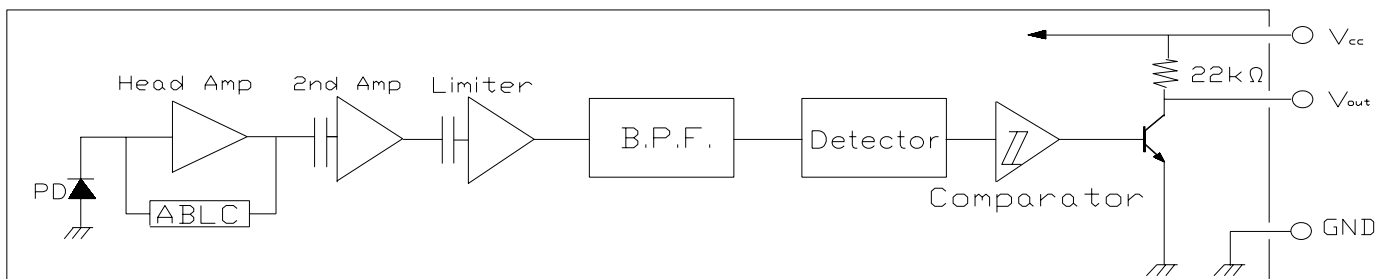 Head Amp
2nd Amp
Limiter
B.P.F.
Detector
Comparator
PD
ABLC
22kΩ
Vcc
Vout
GND